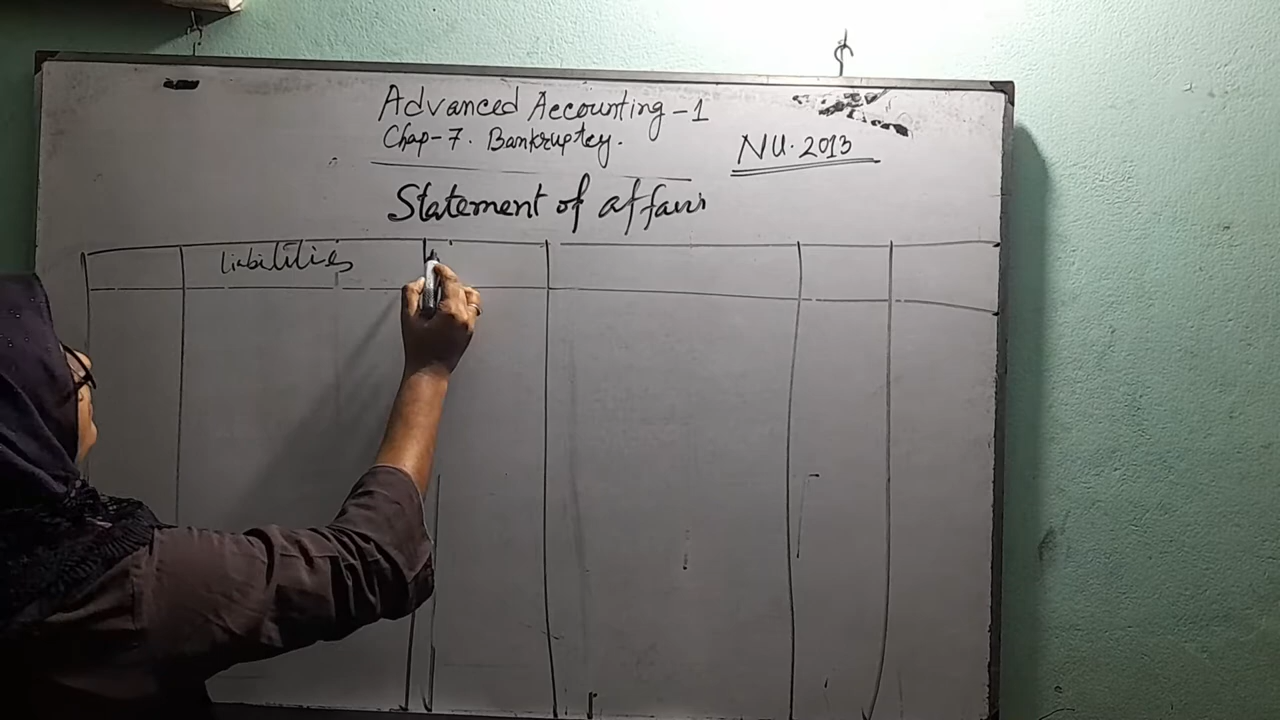 Advanced Accounting-1
Chap-7. Bankruptcy.
NU. 2013
Statement of affairs
Liabilities